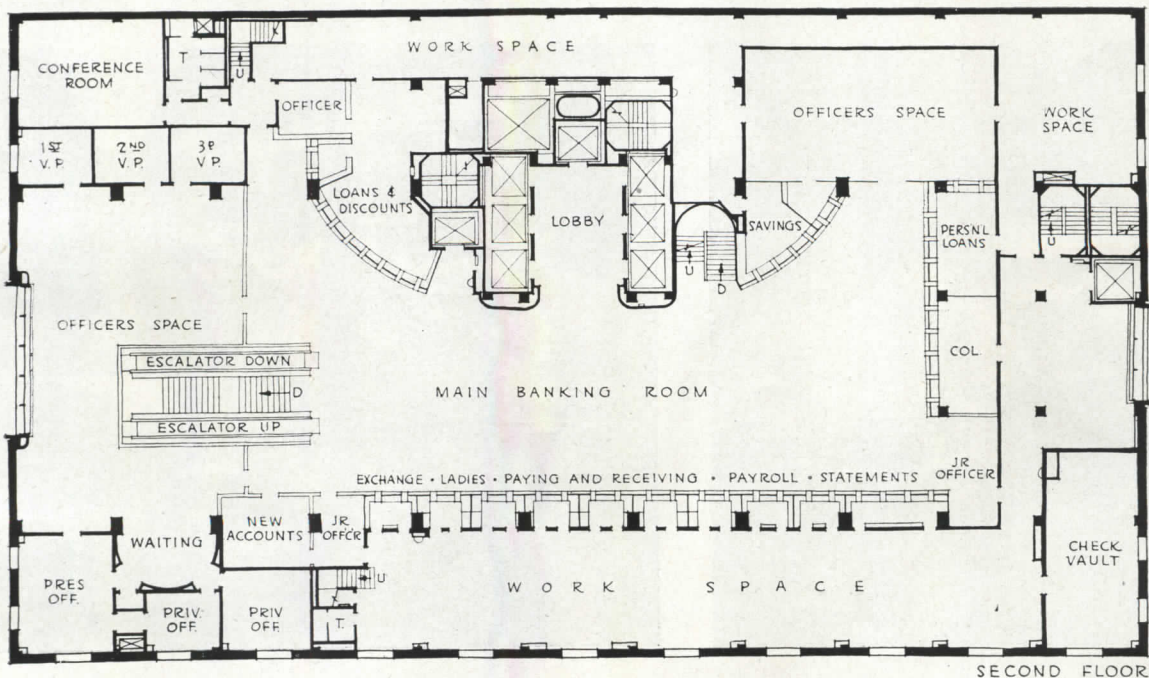 WORK SPACE
CONFERENCE
ROOM
T
U
OFFICER
OFFICERS SPACE
WORK
SPACE
1ST
V.P.
2ND
V.P.
3D
V.P.
LOANS &
DISCOUNTS
LOBBY
SAVINGS
U
D
PERSNL
LOANS
U
OFFICERS SPACE
COL.
ESCALATOR DOWN
D
ESCALATOR UP
MAIN BANKING ROOM
EXCHANGE • LADIES • PAYING AND RECEIVING • PAYROLL • STATEMENTS
JR
OFFICER
NEW
ACCOUNTS
JR
OFFCR
WAITING
CHECK
VAULT
PRES
OFF.
PRIV.
OFF.
PRIV
OFF.
U
T.
WORK SPACE
SECOND FLOOR